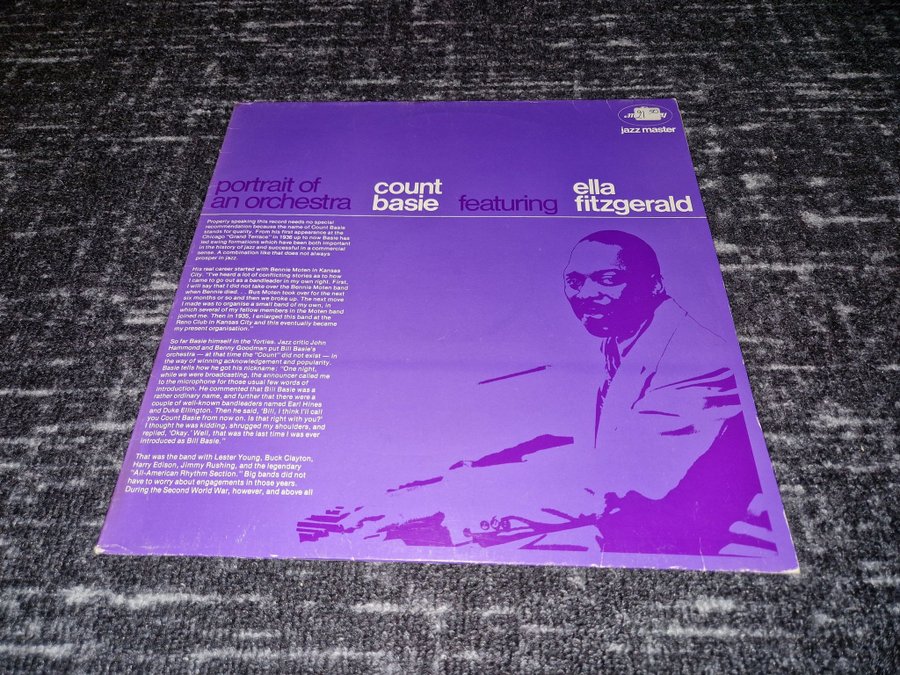 jazz master
portrait of
an orchestra
count
basie
featuring
ella
fitzgerald
Properly speaking this record needs no special
recommendation because the name of Count Basie
stands for quality. From his first appearance at the
Chicago "Grand Terrace" in 1936 up to now Basie has
led swing formations which have been both important
in the history of jazz and successful in a commercial
sense. A combination like that does not always
prosper in jazz.
His real career started with Bennie Moten in Kansas
City. "I've heard a lot of conflicting stories as to how
I came to go out as a bandleader in my own right. First,
I will say that I did not take over the Bennie Moten band
when Bennie died. . . Bus Moten took over for the next
six months or so and then we broke up. The next move
I made was to organise a small band of my own, in
which several of my fellow members in the Moten band
joined me. Then in 1935, I enlarged this band at the
Reno Club in Kansas City and this eventually became
my present organisation."
So far Basie himself in the 'forties. Jazz critic John
Hammond and Benny Goodman put Bill Basie's
orchestra — at that time the "Count" did not exist — in
the way of winning acknowledgement and popularity.
Basie tells how he got his nickname: "One night,
while we were broadcasting, the announcer called me
to the microphone for those usual few words of
introduction. He commented that Bill Basie was a
rather ordinary name, and further that there were a
couple of well-known bandleaders named Earl Hines
and Duke Ellington. Then he said, 'Bill, I think I'll call
you Count Basie from now on. Is that right with you?'
I thought he was kidding, shrugged my shoulders, and
replied, 'Okay.' Well, that was the last time I was ever
introduced as Bill Basie."
That was the band with Lester Young, Buck Clayton,
Harry Edison, Jimmy Rushing, and the legendary
"All-American Rhythm Section." Big bands did not
have to worry about engagements in those years.
During the Second World War, however, and above all